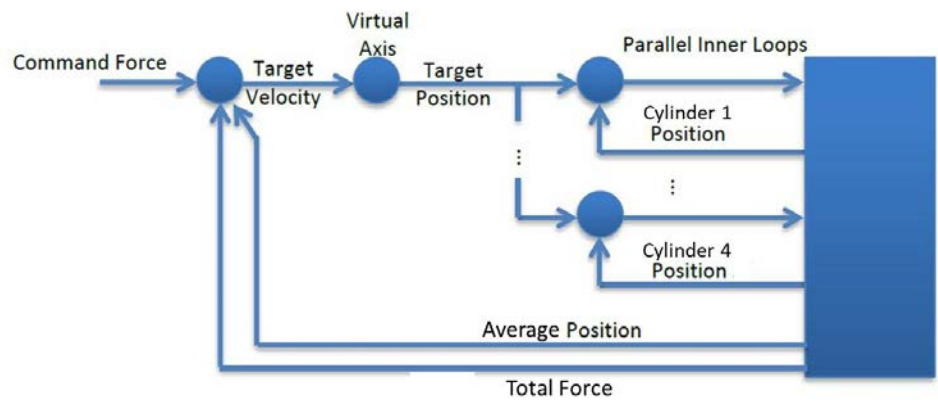 Virtual
Axis
Command Force
Target
Velocity
Target
Position
Parallel Inner Loops
Cylinder 1
Position
Cylinder 4
Position
Average Position
Total Force